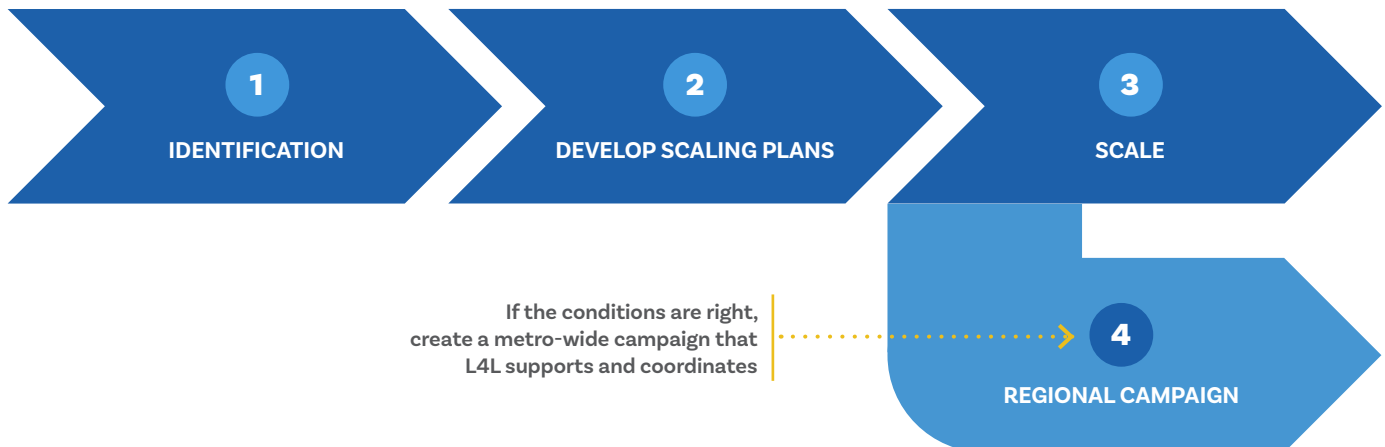 1
IDENTIFICATION
2
DEVELOP SCALING PLANS
3
SCALE
If the conditions are right,
create a metro-wide campaign that
L4L supports and coordinates
4
REGIONAL CAMPAIGN